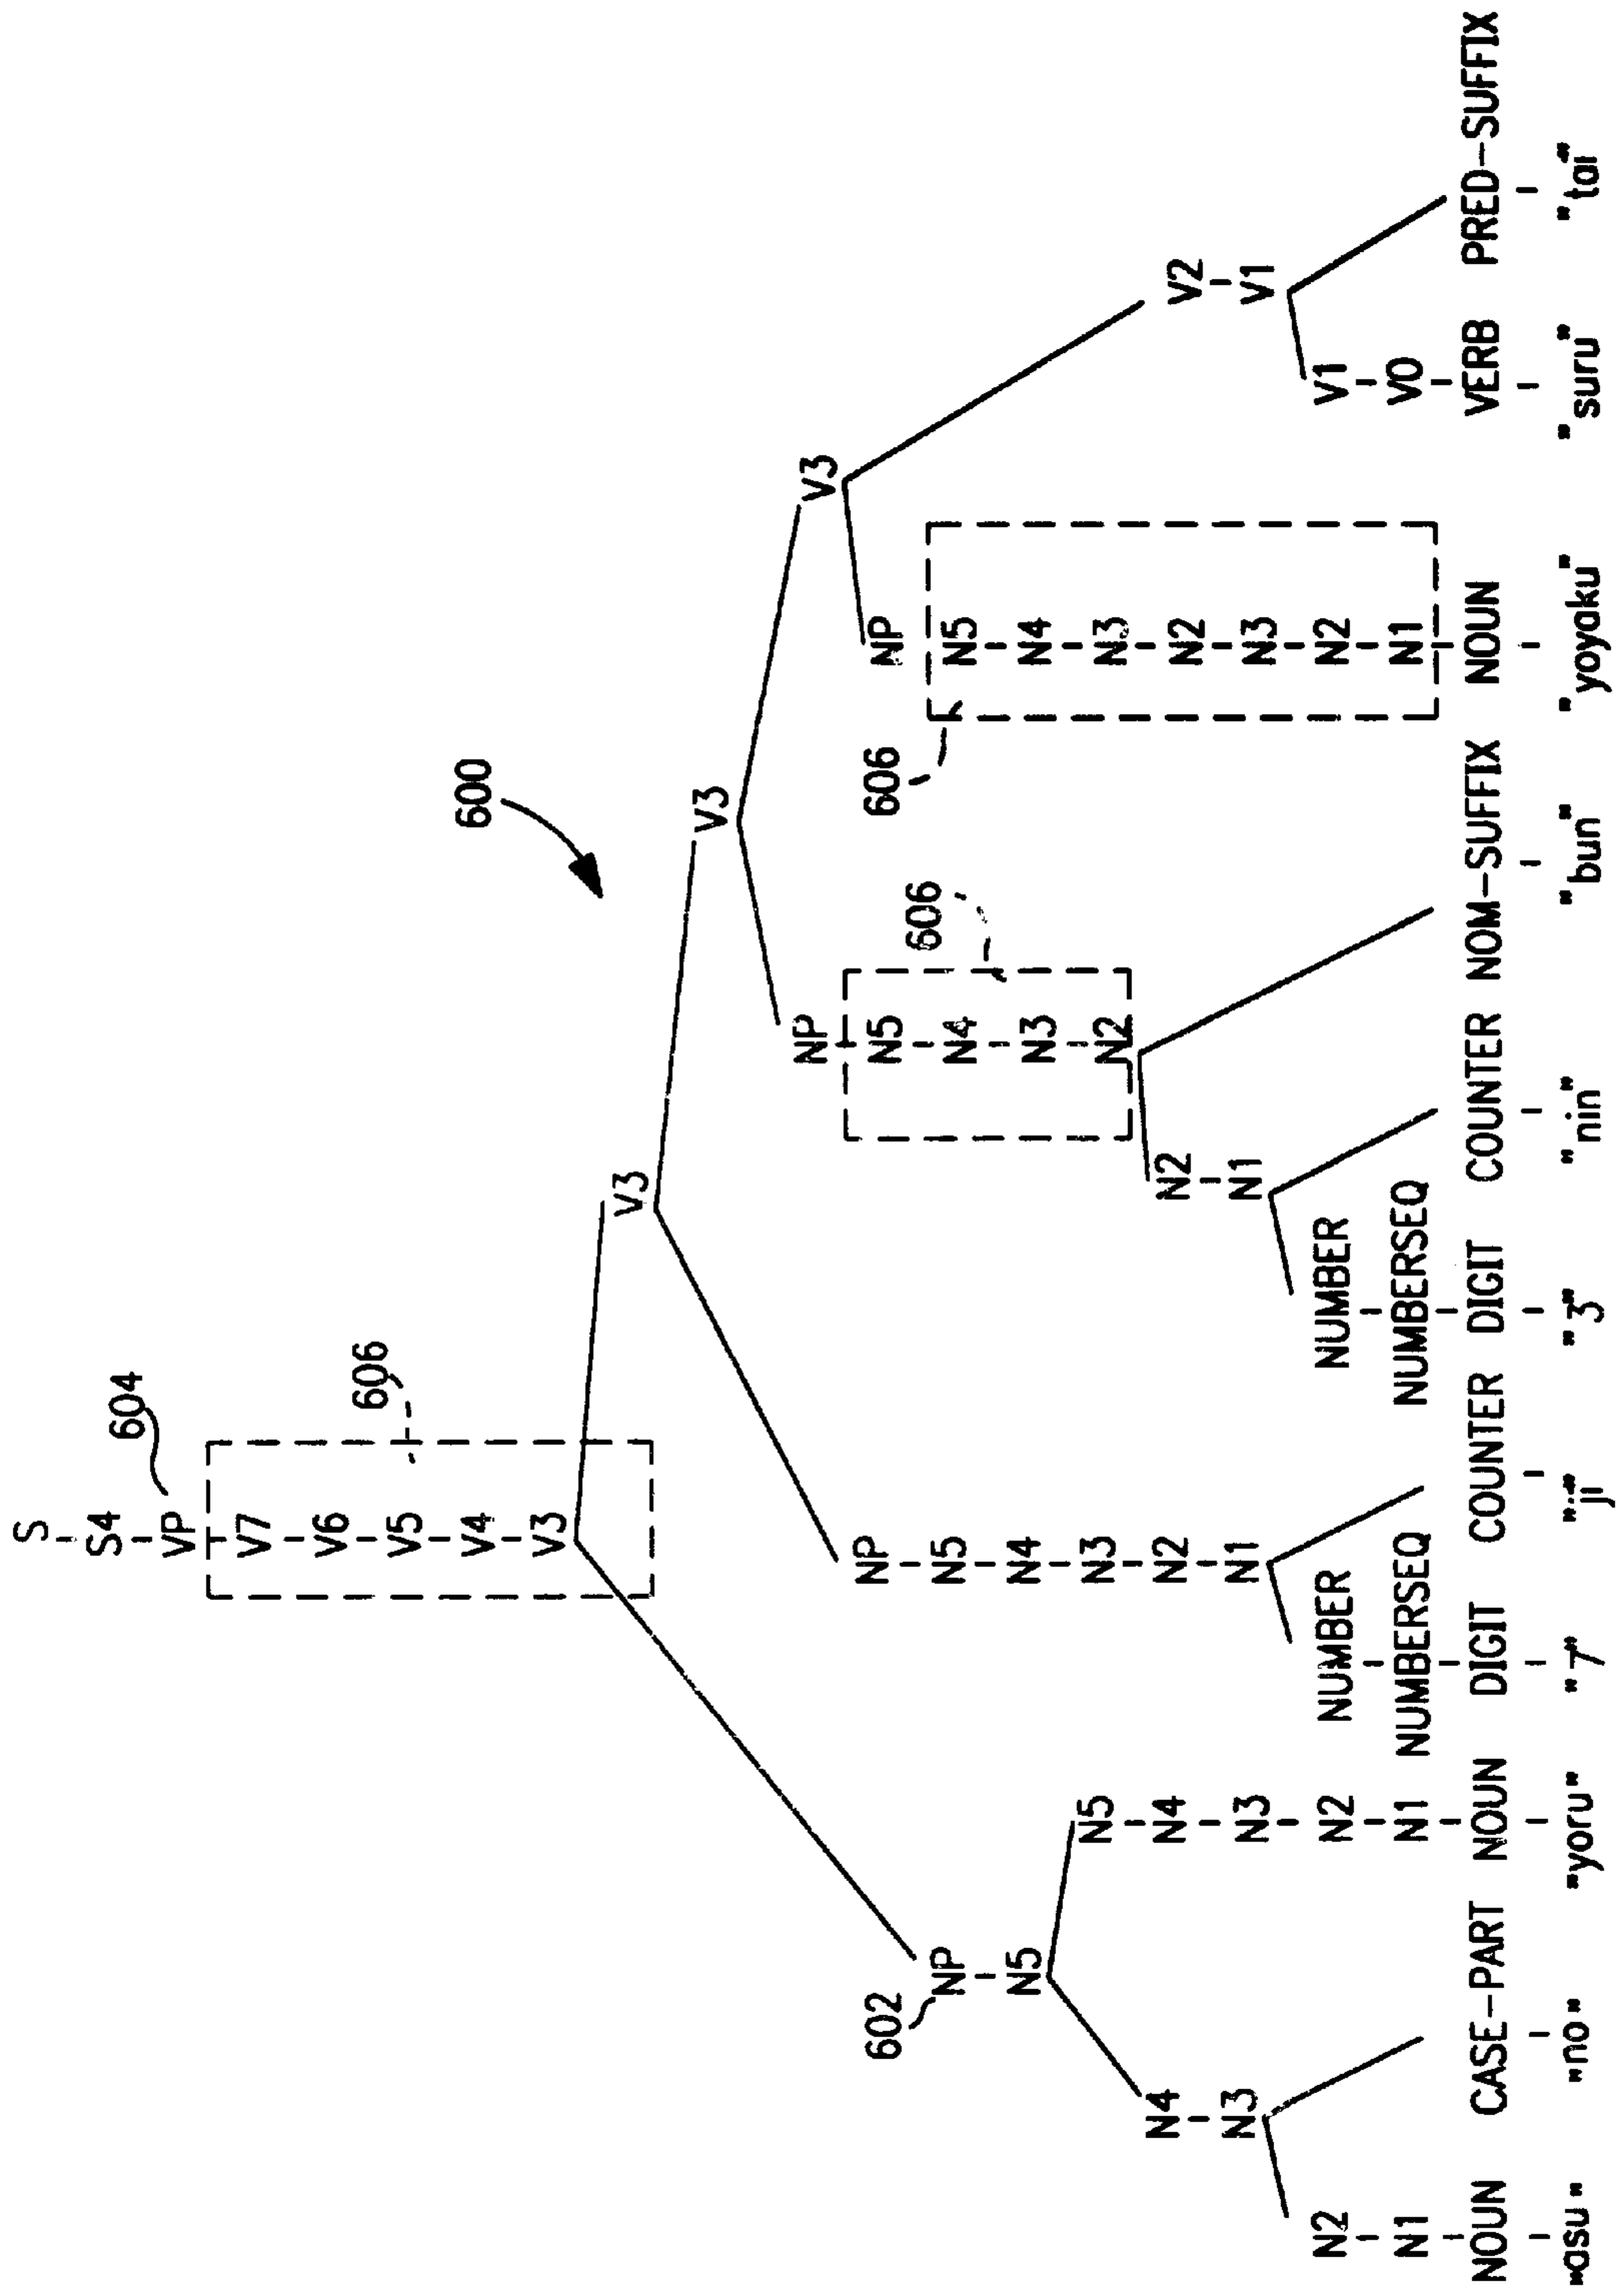 S
S4
VP
604
V7
V6
V5
V4
V3
606
V3
600
V3
V3
NP
602
N5
N4
N3
N2
N1
NOUN
"asu"
CASE-PART
"no"
N5
N4
N3
N2
N1
NOUN
"yoru"
NP
N5
N4
N3
N2
N1
NUMBER
NUMBERSEQ
DIGIT
"7"
COUNTER
"ji"
NP
N5
N4
N3
N2
606
N2
N1
NUMBER
NUMBERSEQ
DIGIT
"3"
COUNTER
"nin"
NOM-SUFFIX
"bun"
NP
606
N5
N4
N3
N2
N3
N2
N1
NOUN
"yoyaku"
V2
V1
V1
V0
VERB
"suru"
PRED-SUFFIX
"tai"